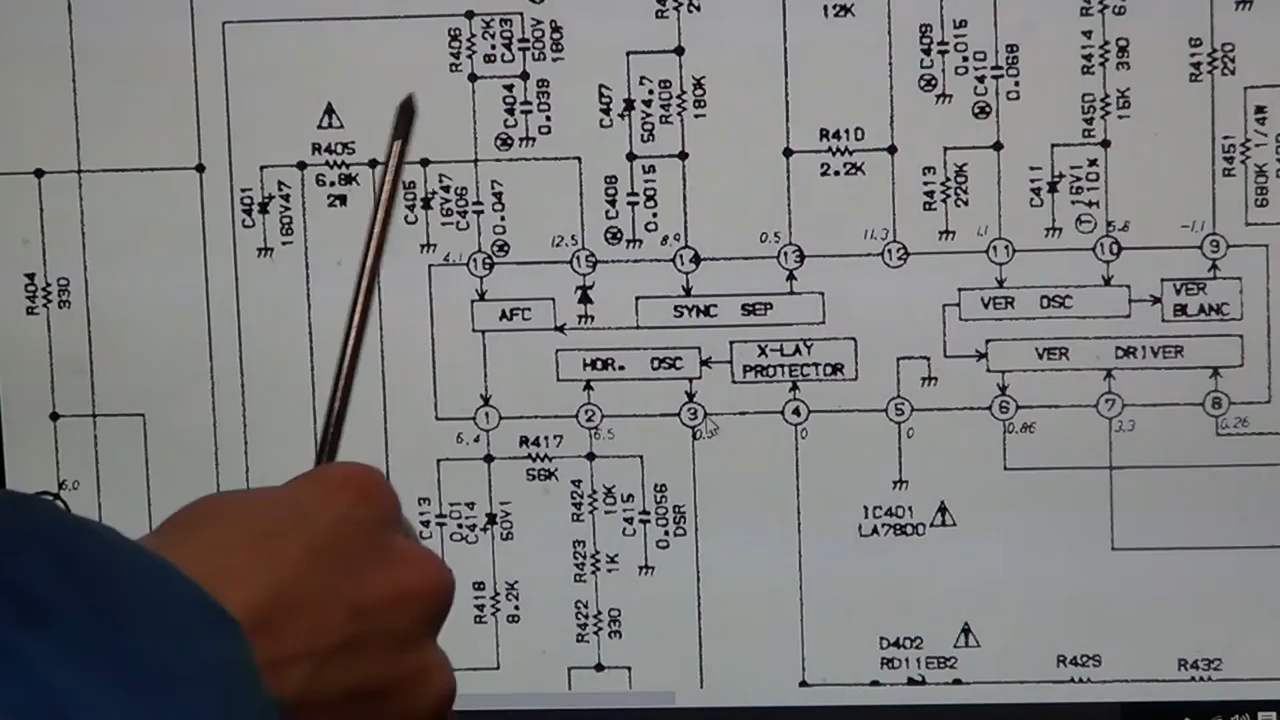 R406
8.2K
C403
500V
180P
C404
0.039
R405
6.8K
C401
160V47
C405
16V47
C406
0.047
C407
50V4.7
R408
180K
C408
0.0015
12K
R410
2.2K
C409
0.015
C410
0.068
R413
220K
R414
390
R450
15K
C411
16V1
±10%
T
R416
220
R451
680K 1/4W
R404
330
4.1
12.5
8.9
0.5
11.3
1.1
5.8
-1.1
16
15
14
13
12
11
10
9
AFC
SYNC SEP
VER OSC
VER
BLANC
HOR. OSC
X-LAY
PROTECTOR
VER DRIVER
1
2
3
4
5
6
7
8
6.4
6.5
0
0
0.86
2.3
0.26
R417
56K
C413
0.01
C414
50V1
R418
8.2K
R424
10K
R423
1K
R422
330
C415
0.0056
DSR
IC401
LA7800
6.0
D402
RD11EB2
R429
R432